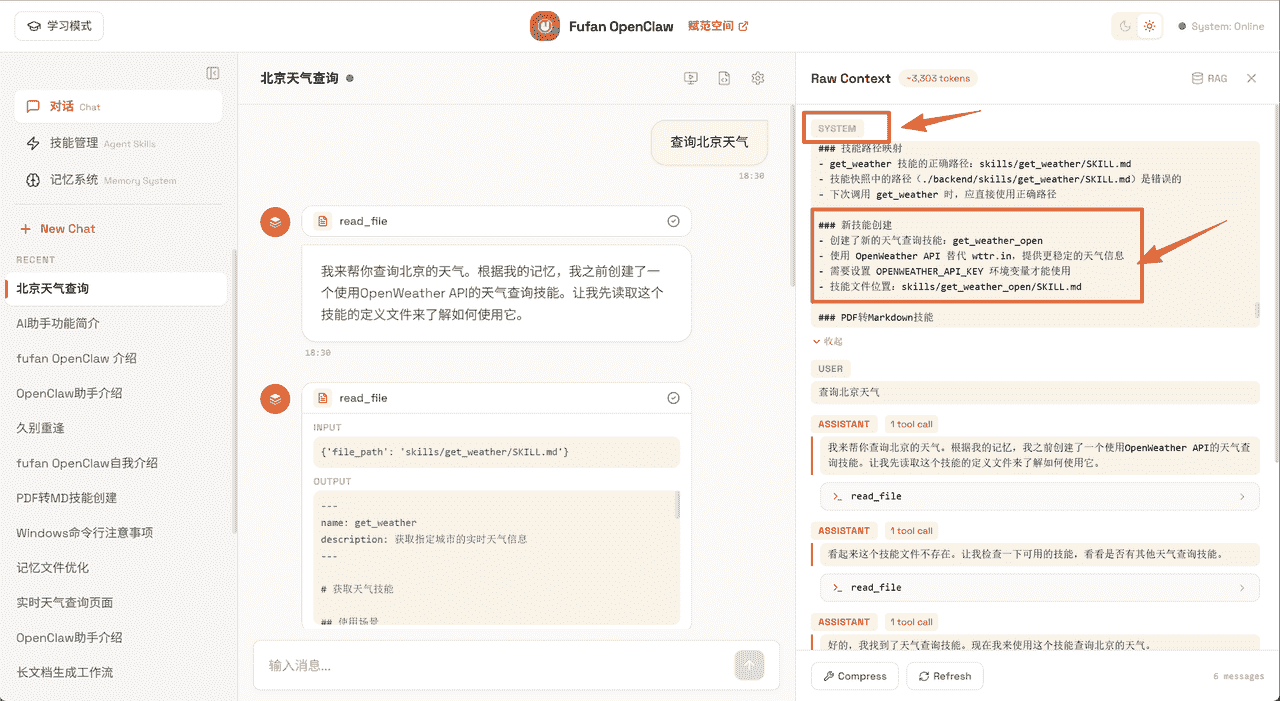 学习模式
Fufan OpenClaw
赋范空间
System: Online
对话 Chat
技能管理 Agent Skills
记忆系统 Memory System
+ New Chat
RECENT
北京天气查询
AI助手功能简介
fufan OpenClaw 介绍
OpenClaw助手介绍
久别重逢
fufan OpenClaw自我介绍
PDF转MD技能创建
Windows命令行注意事项
记忆文件优化
实时天气查询页面
OpenClaw助手介绍
长文档生成工作流
北京天气查询
查询北京天气
18:30
read_file
我来帮你查询北京的天气。根据我的记忆，我之前创建了一
个使用OpenWeather API的天气查询技能。让我先读取这个
技能的定义文件来了解如何使用它。
18:30
read_file
INPUT
{'file_path': 'skills/get_weather/SKILL.md'}
OUTPUT
---
name: get_weather
description: 获取指定城市的实时天气信息
---
# 获取天气技能
## 使用场景
输入消息...
Raw Context
~3,303 tokens
RAG
SYSTEM
### 技能路径映射
- get_weather 技能的正确路径：skills/get_weather/SKILL.md
- 技能快照中的路径（./backend/skills/get_weather/SKILL.md）是错误的
- 下次调用 get_weather 时，应直接使用正确路径
### 新技能创建
- 创建了新的天气查询技能：get_weather_open
- 使用 OpenWeather API 替代 wttr.in，提供更稳定的天气信息
- 需要设置 OPENWEATHER_API_KEY 环境变量才能使用
- 技能文件位置：skills/get_weather_open/SKILL.md
### PDF转Markdown技能
收起
USER
查询北京天气
ASSISTANT
1 tool call
我来帮你查询北京的天气。根据我的记忆，我之前创建了一个使用OpenWeather API的天气查
询技能。让我先读取这个技能的定义文件来了解如何使用它。
>_ read_file
ASSISTANT
1 tool call
看起来这个技能文件不存在。让我检查一下可用的技能，看看是否有其他天气查询技能。
>_ read_file
ASSISTANT
1 tool call
好的，我找到了天气查询技能。现在我来使用这个技能查询北京的天气。
Compress
Refresh
6 messages